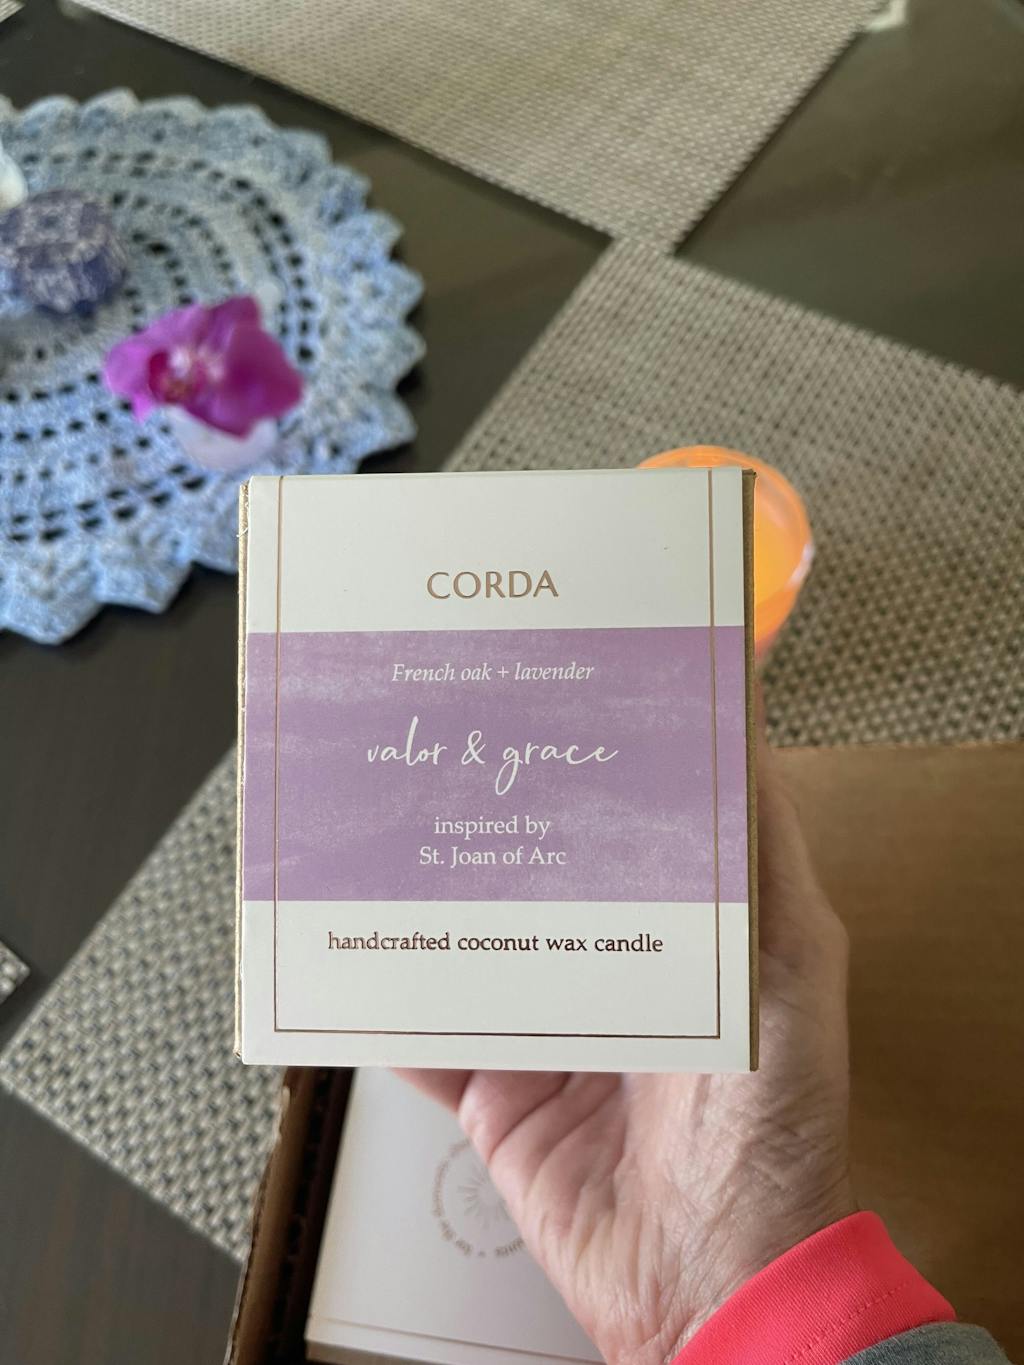 CORDA
French oak + lavender
valor & grace
inspired by
St. Joan of Arc
handcrafted coconut wax candle